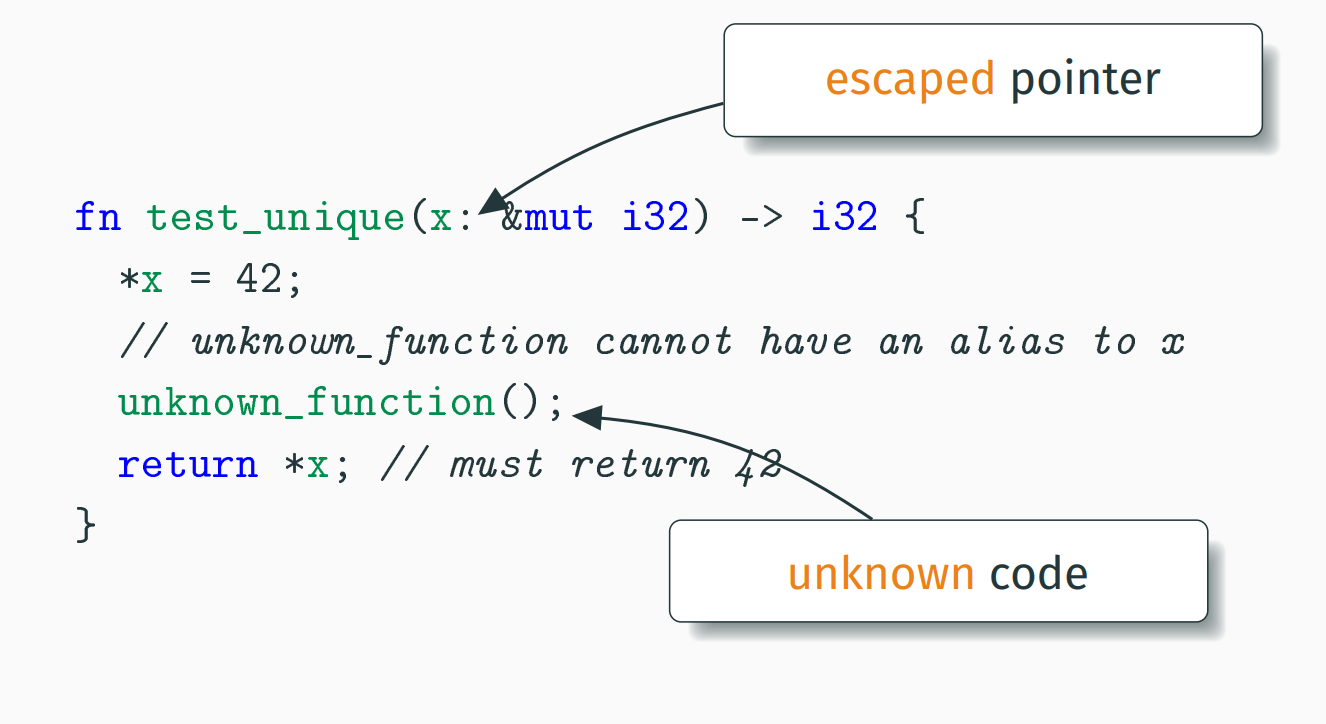 escaped pointer
fn test_unique(x: &mut i32) -> i32 {
*x = 42;
// unknown_function cannot have an alias to x
unknown_function();
return *x; // must return 42
}
unknown code